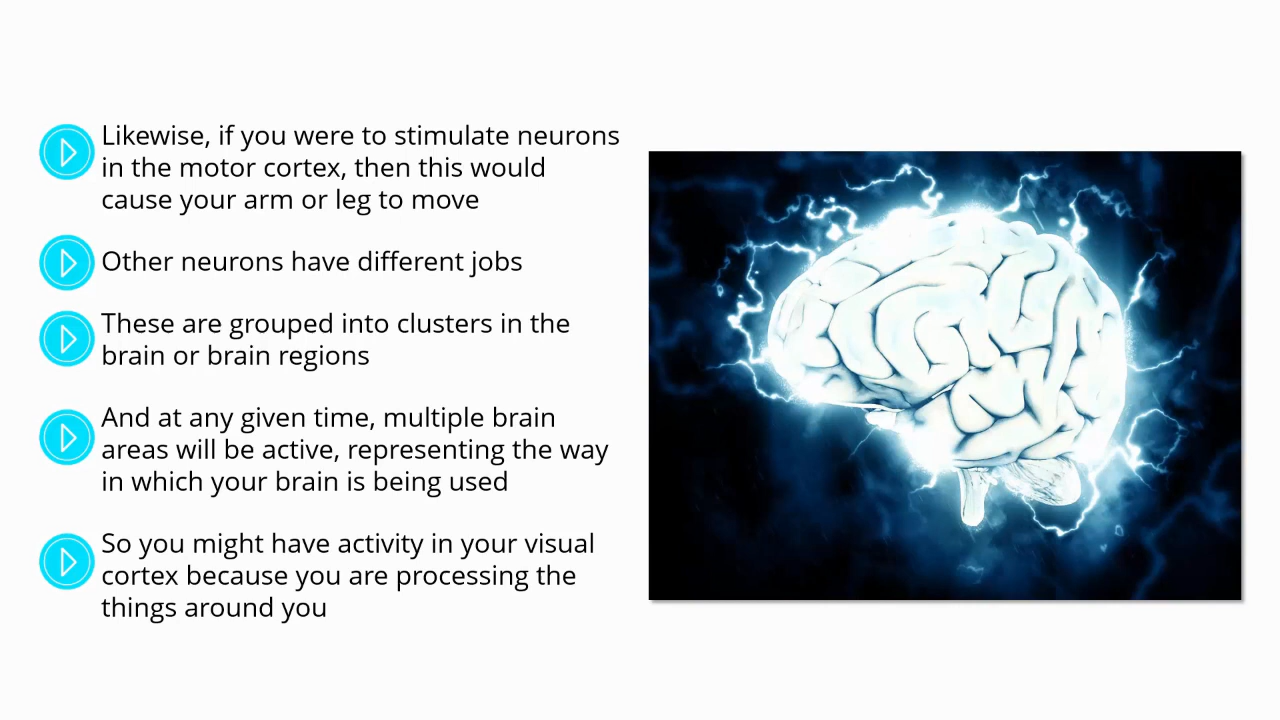 Likewise, if you were to stimulate neurons
in the motor cortex, then this would
cause your arm or leg to move
Other neurons have different jobs
These are grouped into clusters in the
brain or brain regions
And at any given time, multiple brain
areas will be active, representing the way
in which your brain is being used
So you might have activity in your visual
cortex because you are processing the
things around you